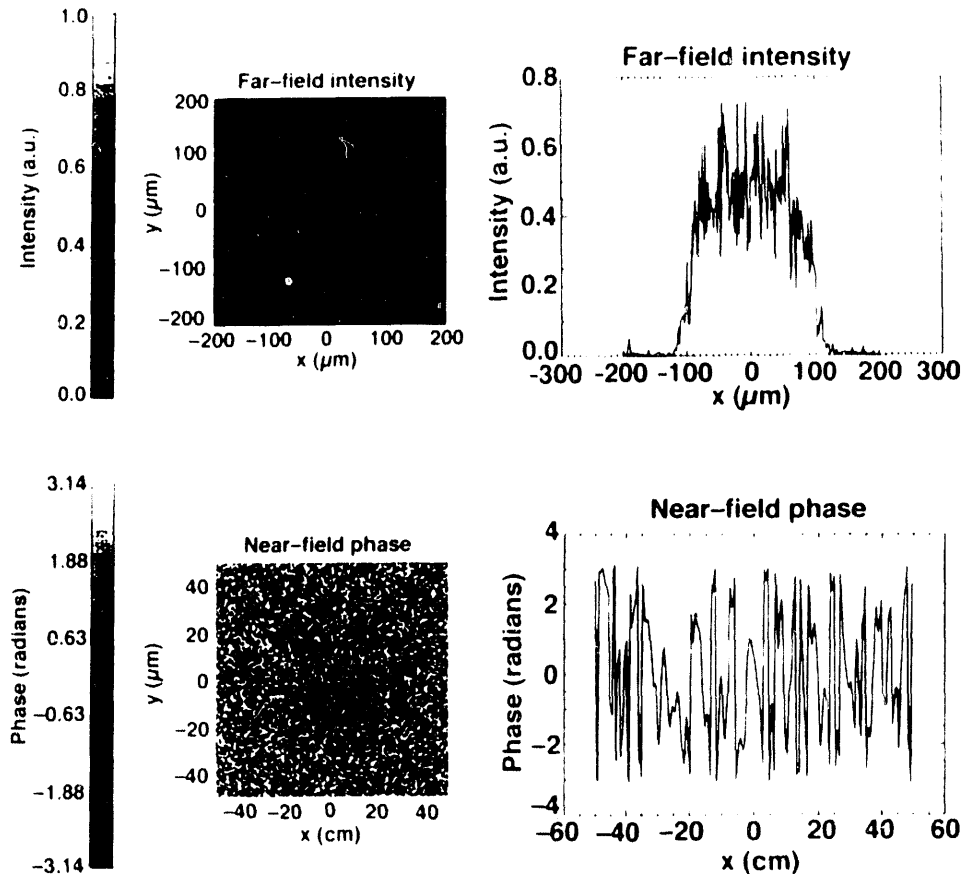 1.0
0.8
0.6
0.4
0.2
0.0
Intensity (a.u.)
Far–field intensity
200
100
0
−100
−200
y (µm)
−200 −100 0 100 200
x (µm)
Far–field intensity
0.8
0.6
0.4
0.2
0.0
Intensity (a.u.)
-300 -200 -100 0 100 200 300
x (µm)
3.14
1.88
0.63
−0.63
−1.88
−3.14
Phase (radians)
Near–field phase
40
20
0
−20
−40
y (µm)
−40 −20 0 20 40
x (cm)
Near–field phase
4
2
0
−2
−4
Phase (radians)
−60 −40 −20 0 20 40 60
x (cm)